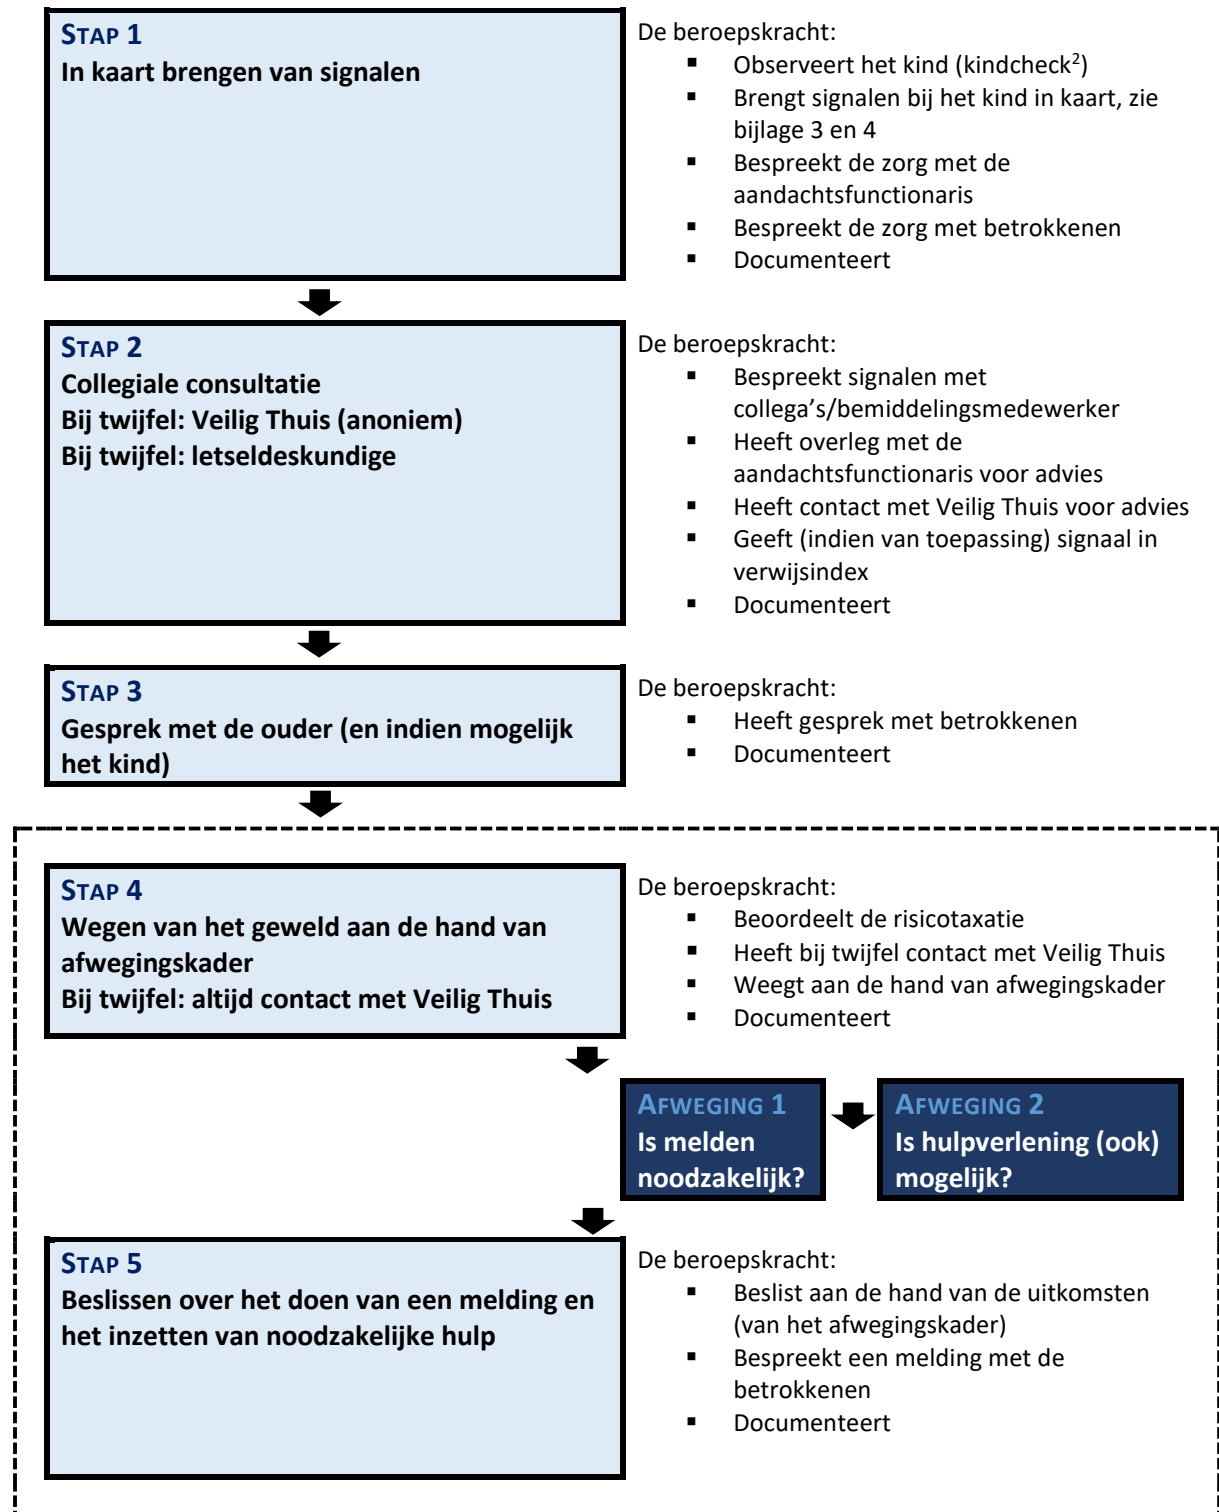 STAP 1
In kaart brengen van signalen
De beroepskracht:
▪ Observeert het kind (kindcheck²)
▪ Brengt signalen bij het kind in kaart, zie
bijlage 3 en 4
▪ Bespreekt de zorg met de
aandachtsfunctionaris
▪ Bespreekt de zorg met betrokkenen
▪ Documenteert
STAP 2
Collegiale consultatie
Bij twijfel: Veilig Thuis (anoniem)
Bij twijfel: letseldeskundige
De beroepskracht:
▪ Bespreekt signalen met
collega’s/bemiddelingsmedewerker
▪ Heeft overleg met de
aandachtsfunctionaris voor advies
▪ Heeft contact met Veilig Thuis voor advies
▪ Geeft (indien van toepassing) signaal in
verwijsindex
▪ Documenteert
STAP 3
Gesprek met de ouder (en indien mogelijk
het kind)
De beroepskracht:
▪ Heeft gesprek met betrokkenen
▪ Documenteert
STAP 4
Wegen van het geweld aan de hand van
afwegingskader
Bij twijfel: altijd contact met Veilig Thuis
De beroepskracht:
▪ Beoordeelt de risicotaxatie
▪ Heeft bij twijfel contact met Veilig Thuis
▪ Weegt aan de hand van afwegingskader
▪ Documenteert
AFWEGING 1
Is melden
noodzakelijk?
AFWEGING 2
Is hulpverlening (ook)
mogelijk?
STAP 5
Beslissen over het doen van een melding en
het inzetten van noodzakelijke hulp
De beroepskracht:
▪ Beslist aan de hand van de uitkomsten
(van het afwegingskader)
▪ Bespreekt een melding met de
betrokkenen
▪ Documenteert